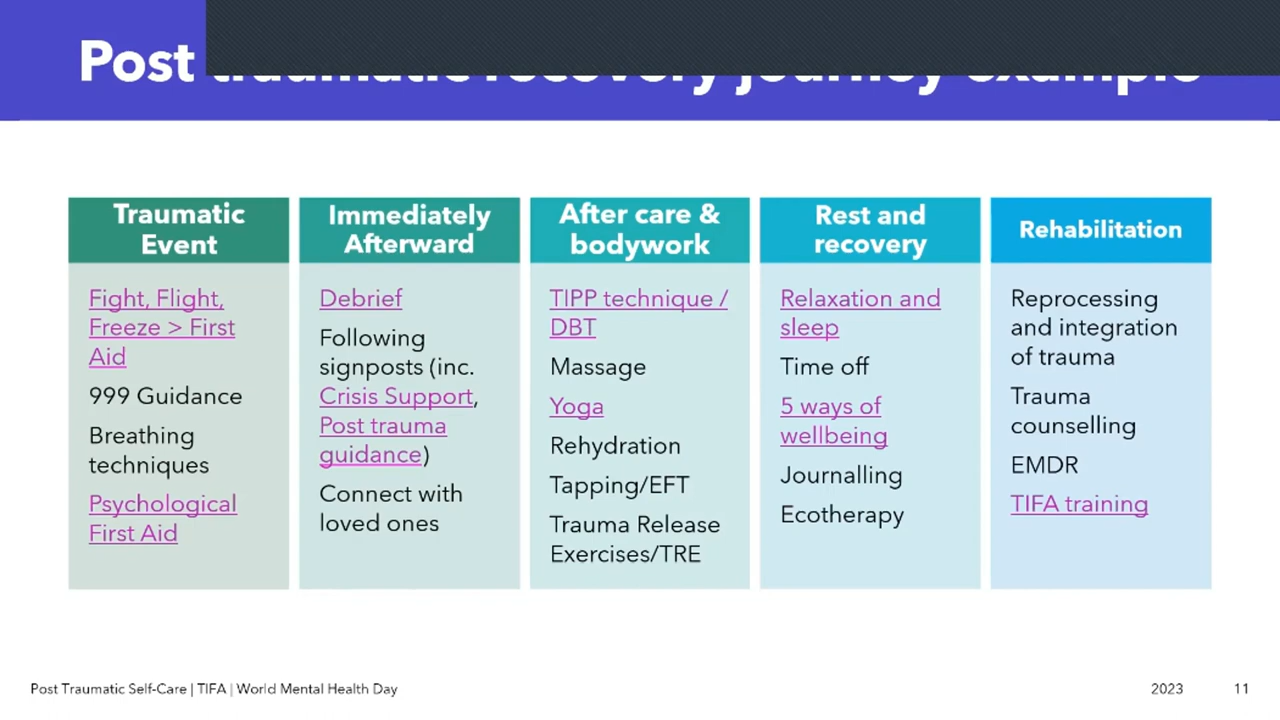 Post traumatic recovery journey example
Traumatic
Event
Fight, Flight,
Freeze > First
Aid
999 Guidance
Breathing
techniques
Psychological
First Aid
Immediately
Afterward
Debrief
Following
signposts (inc.
Crisis Support,
Post trauma
guidance)
Connect with
loved ones
After care &
bodywork
TIPP technique /
DBT
Massage
Yoga
Rehydration
Tapping/EFT
Trauma Release
Exercises/TRE
Rest and
recovery
Relaxation and
sleep
Time off
5 ways of
wellbeing
Journalling
Ecotherapy
Rehabilitation
Reprocessing
and integration
of trauma
Trauma
counselling
EMDR
TIFA training
Post Traumatic Self-Care | TIFA | World Mental Health Day
2023
11